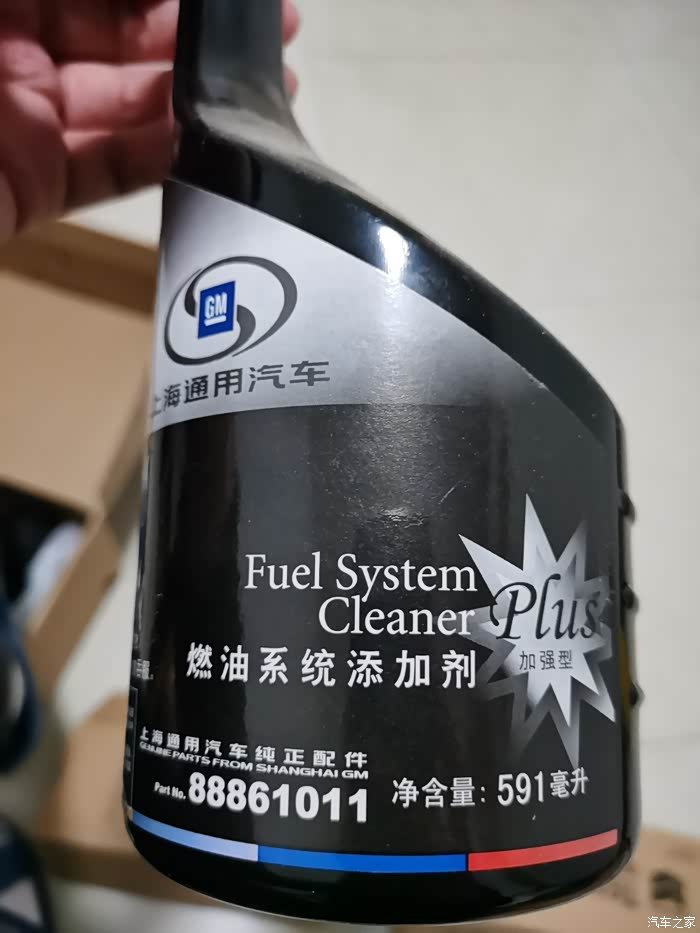 GM
上海通用汽车
Fuel System
Cleaner Plus
燃油系统添加剂 加强型
上海通用汽车纯正配件
GENUINE PARTS FROM SHANGHAI GM
Part No. 88861011 净含量: 591毫升
汽车之家